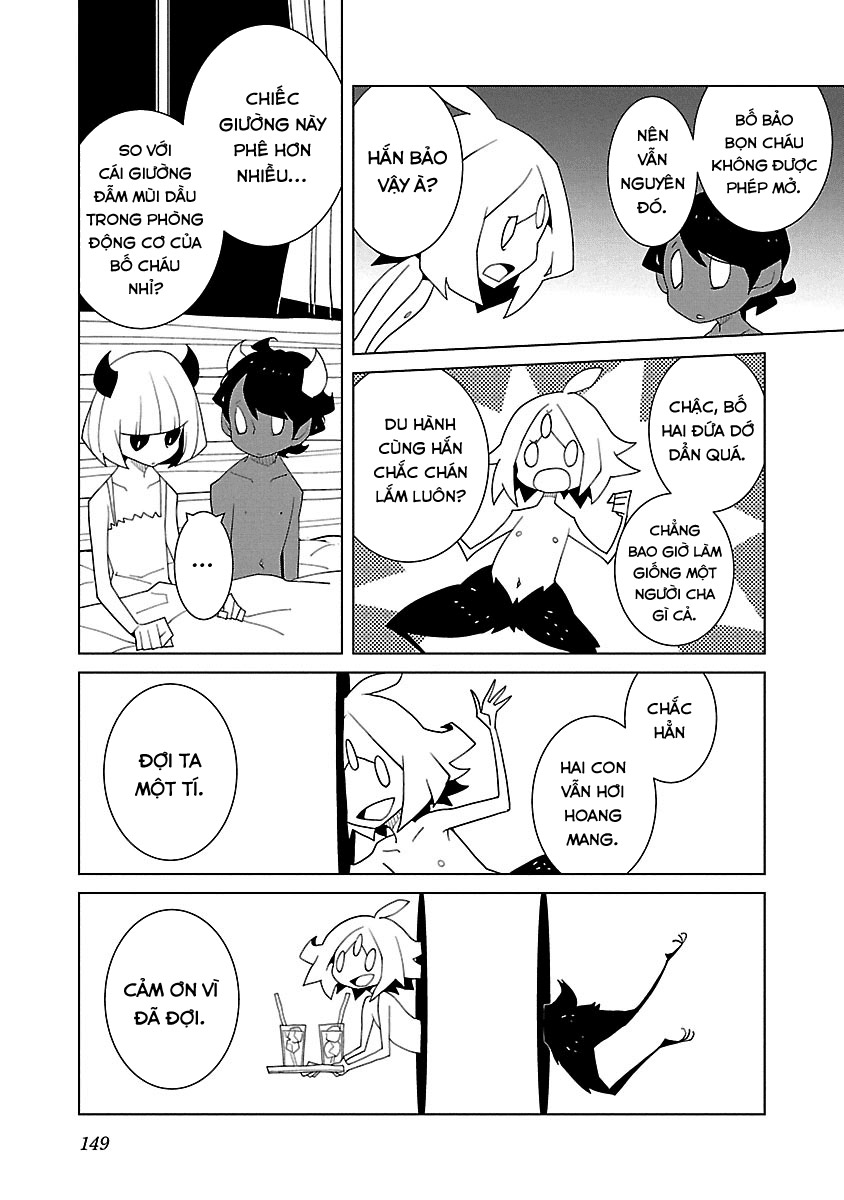 BỐ BẢO
BỌN CHÁU
KHÔNG ĐƯỢC
PHÉP MỞ.
NÊN
VẪN
NGUYÊN
ĐÓ.
HẮN BẢO
VẬY À?
CHẬC, BỐ
HAI ĐỨA DỞ
DẨN QUÁ.
CHẲNG
BAO GIỜ LÀM
GIỐNG MỘT
NGƯỜI CHA
GÌ CẢ.
DU HÀNH
CÙNG HẮN
CHẮC CHÁN
LẮM LUÔN?
CHIẾC
GIƯỜNG NÀY
PHÊ HƠN
NHIỀU...
SO VỚI
CÁI GIƯỜNG
ĐẪM MÙI DẦU
TRONG PHÒNG
ĐỘNG CƠ CỦA
BỐ CHÁU
NHỈ?
...
CHẮC
HẲN
HAI CON
VẪN HƠI
HOANG
MANG.
ĐỢI TA
MỘT TÍ.
CẢM ƠN VÌ
ĐÃ ĐỢI.
149